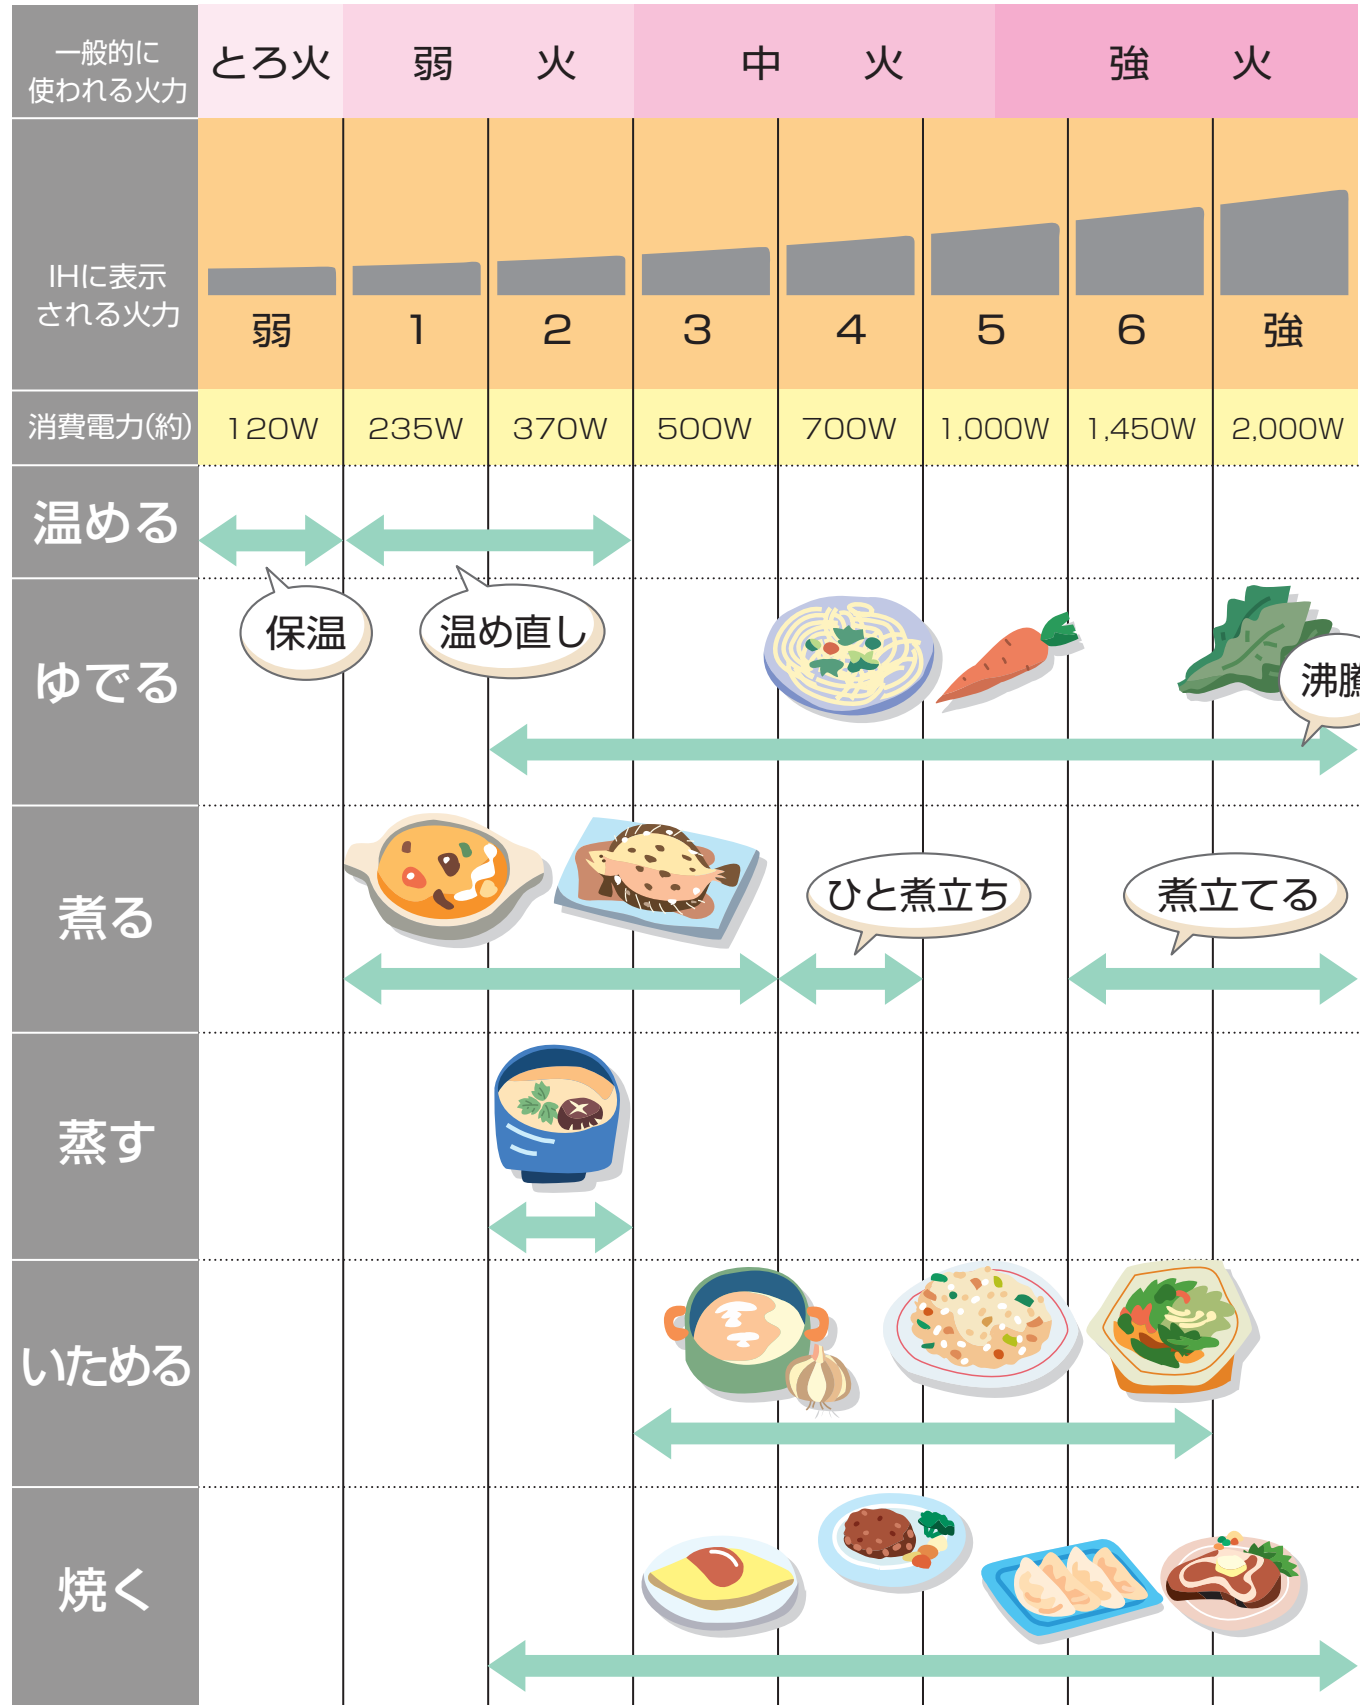 一般的に
使われる火力
とろ火 弱火 中火 強火
IHに表示
される火力
弱 1 2 3 4 5 6 強
消費電力(約) 120W 235W 370W 500W 700W 1,000W 1,450W 2,000W
温める
保温 温め直し
ゆでる
沸騰
煮る
ひと煮立ち 煮立てる
蒸す
いためる
焼く